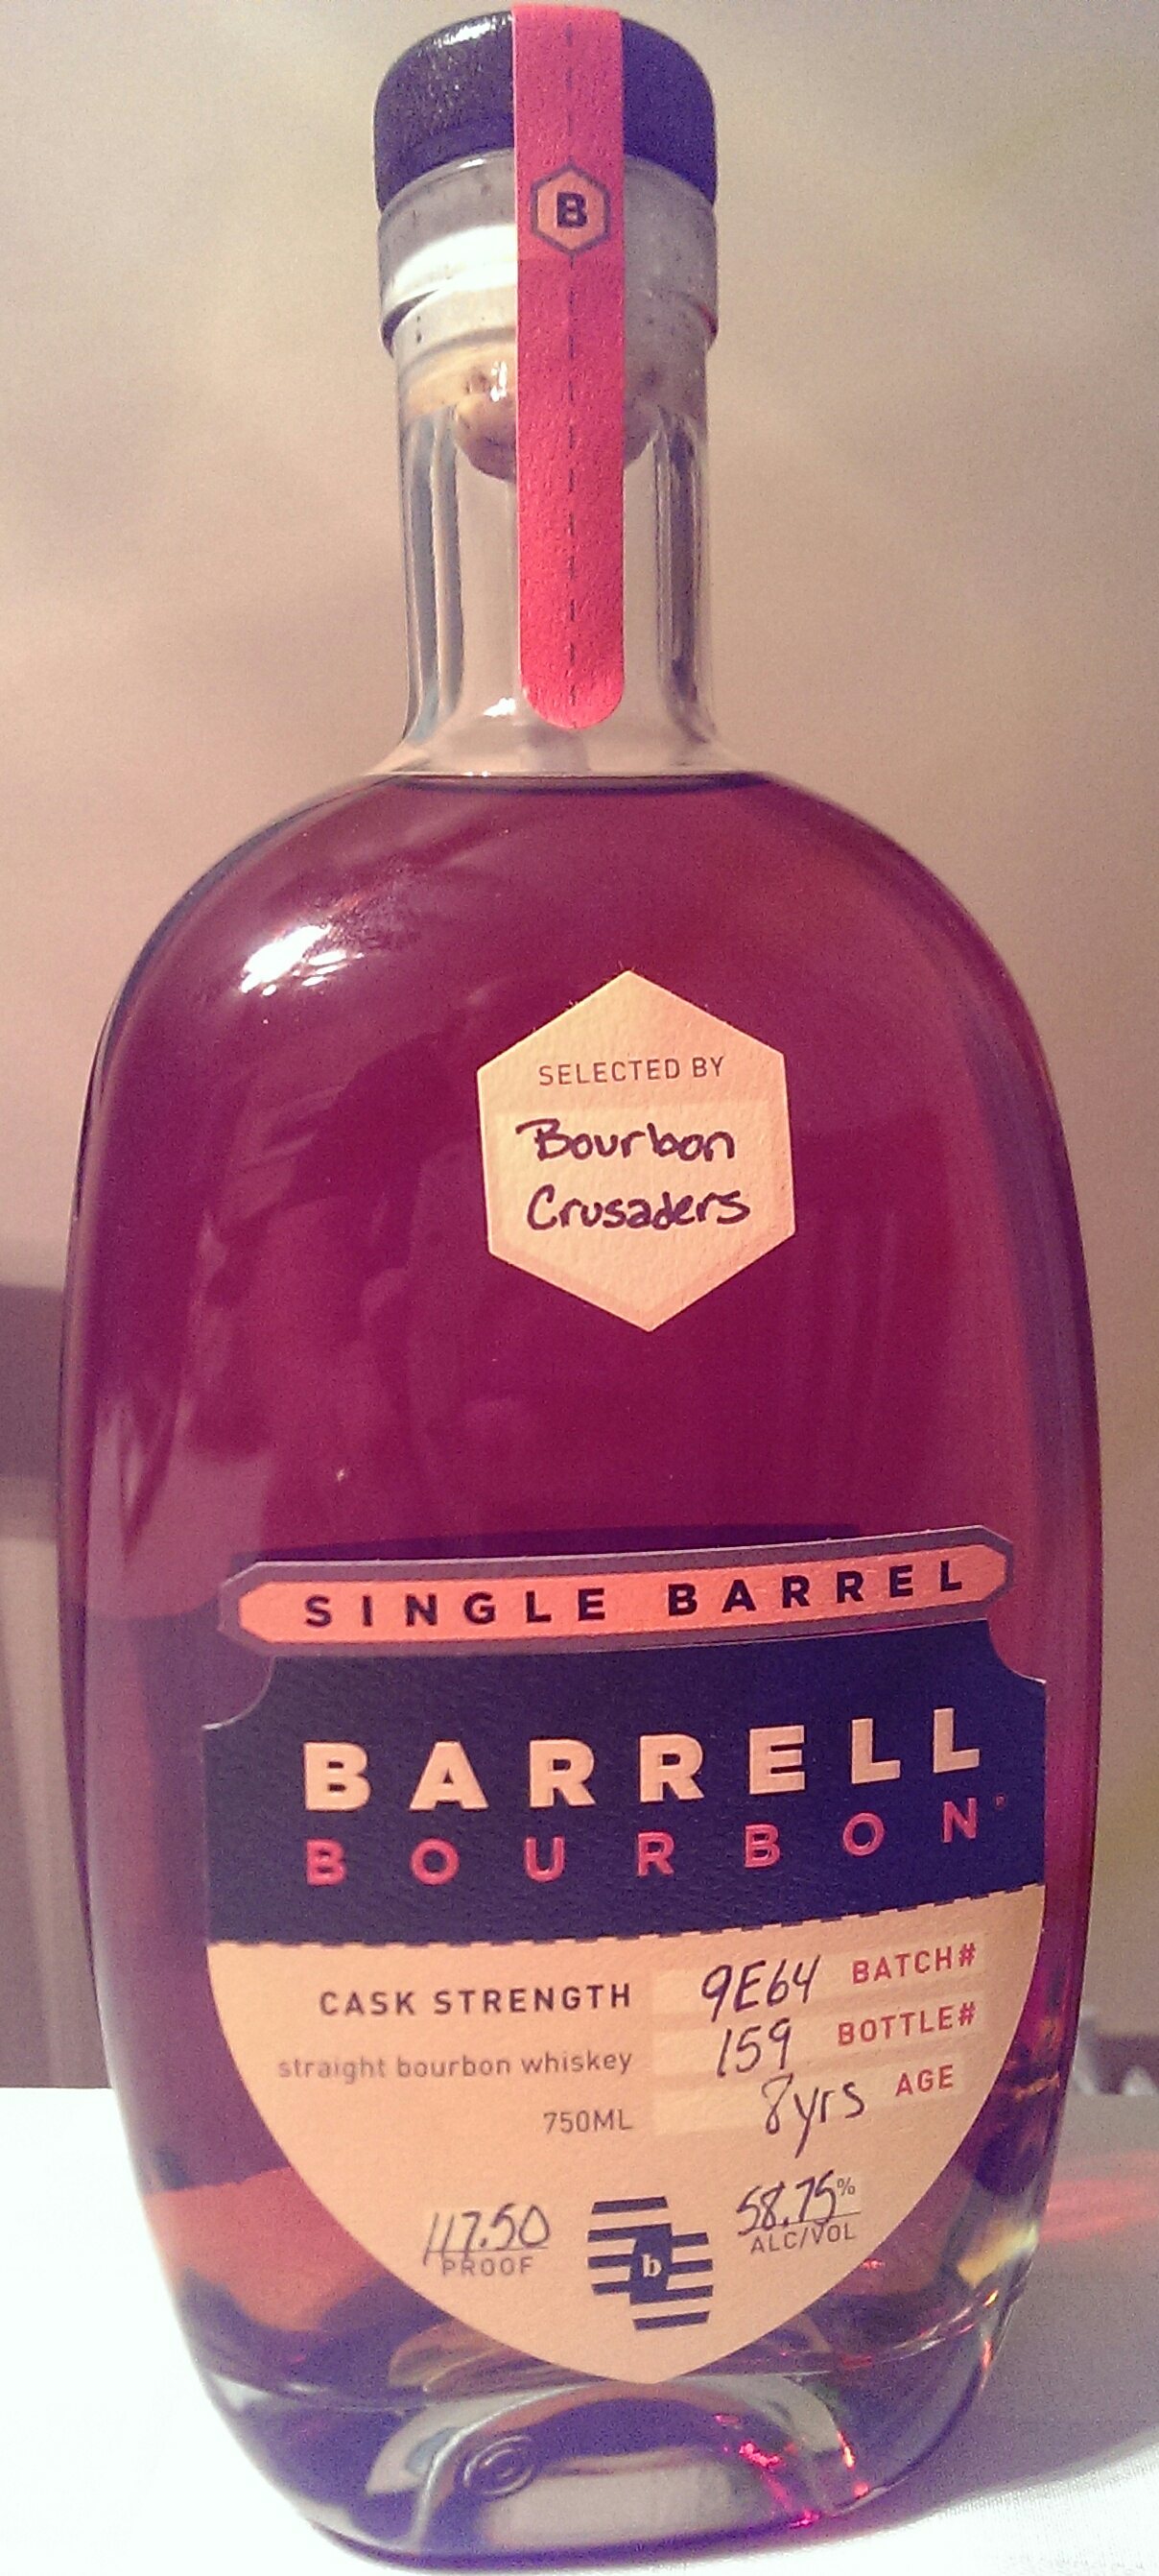 B
SELECTED BY
Bourbon
Crusaders
SINGLE BARREL
BARRELL
BOURBON®
CASK STRENGTH
9E64 BATCH#
straight bourbon whiskey
159 BOTTLE#
750ML
8yrs AGE
117.50
PROOF
b
58.75%
ALC/VOL